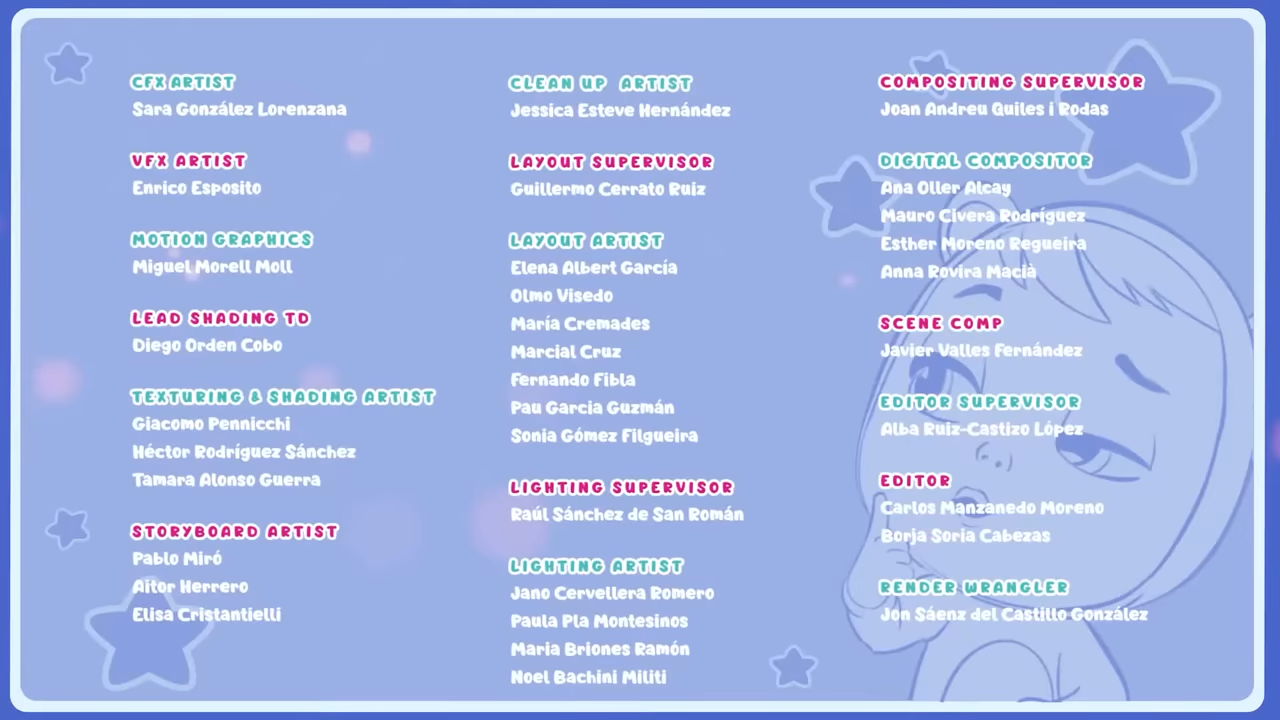 CFX ARTIST
Sara González Lorenzana
VFX ARTIST
Enrico Esposito
MOTION GRAPHICS
Miguel Morell Moll
LEAD SHADING TD
Diego Orden Cobo
TEXTURING & SHADING ARTIST
Giacomo Pennicchi
Héctor Rodríguez Sánchez
Tamara Alonso Guerra
STORYBOARD ARTIST
Pablo Miró
Aitor Herrero
Elisa Cristantielli
CLEAN UP ARTIST
Jessica Esteve Hernández
LAYOUT SUPERVISOR
Guillermo Cerrato Ruiz
LAYOUT ARTIST
Elena Albert García
Olmo Visedo
María Cremades
Marcial Cruz
Fernando Fibla
Pau Garcia Guzmán
Sonia Gómez Filgueira
LIGHTING SUPERVISOR
Raúl Sánchez de San Román
LIGHTING ARTIST
Jano Cervellera Romero
Paula Pla Montesinos
Maria Briones Ramón
Noel Bachini Militi
COMPOSITING SUPERVISOR
Joan Andreu Quiles i Rodas
DIGITAL COMPOSITOR
Ana Oller Alcay
Mauro Civera Rodríguez
Esther Moreno Regueira
Anna Rovira Macià
SCENE COMP
Javier Valles Fernández
EDITOR SUPERVISOR
Alba Ruiz-Castizo López
EDITOR
Carlos Manzanedo Moreno
Borja Soria Cabezas
RENDER WRANGLER
Jon Sáenz del Castillo González